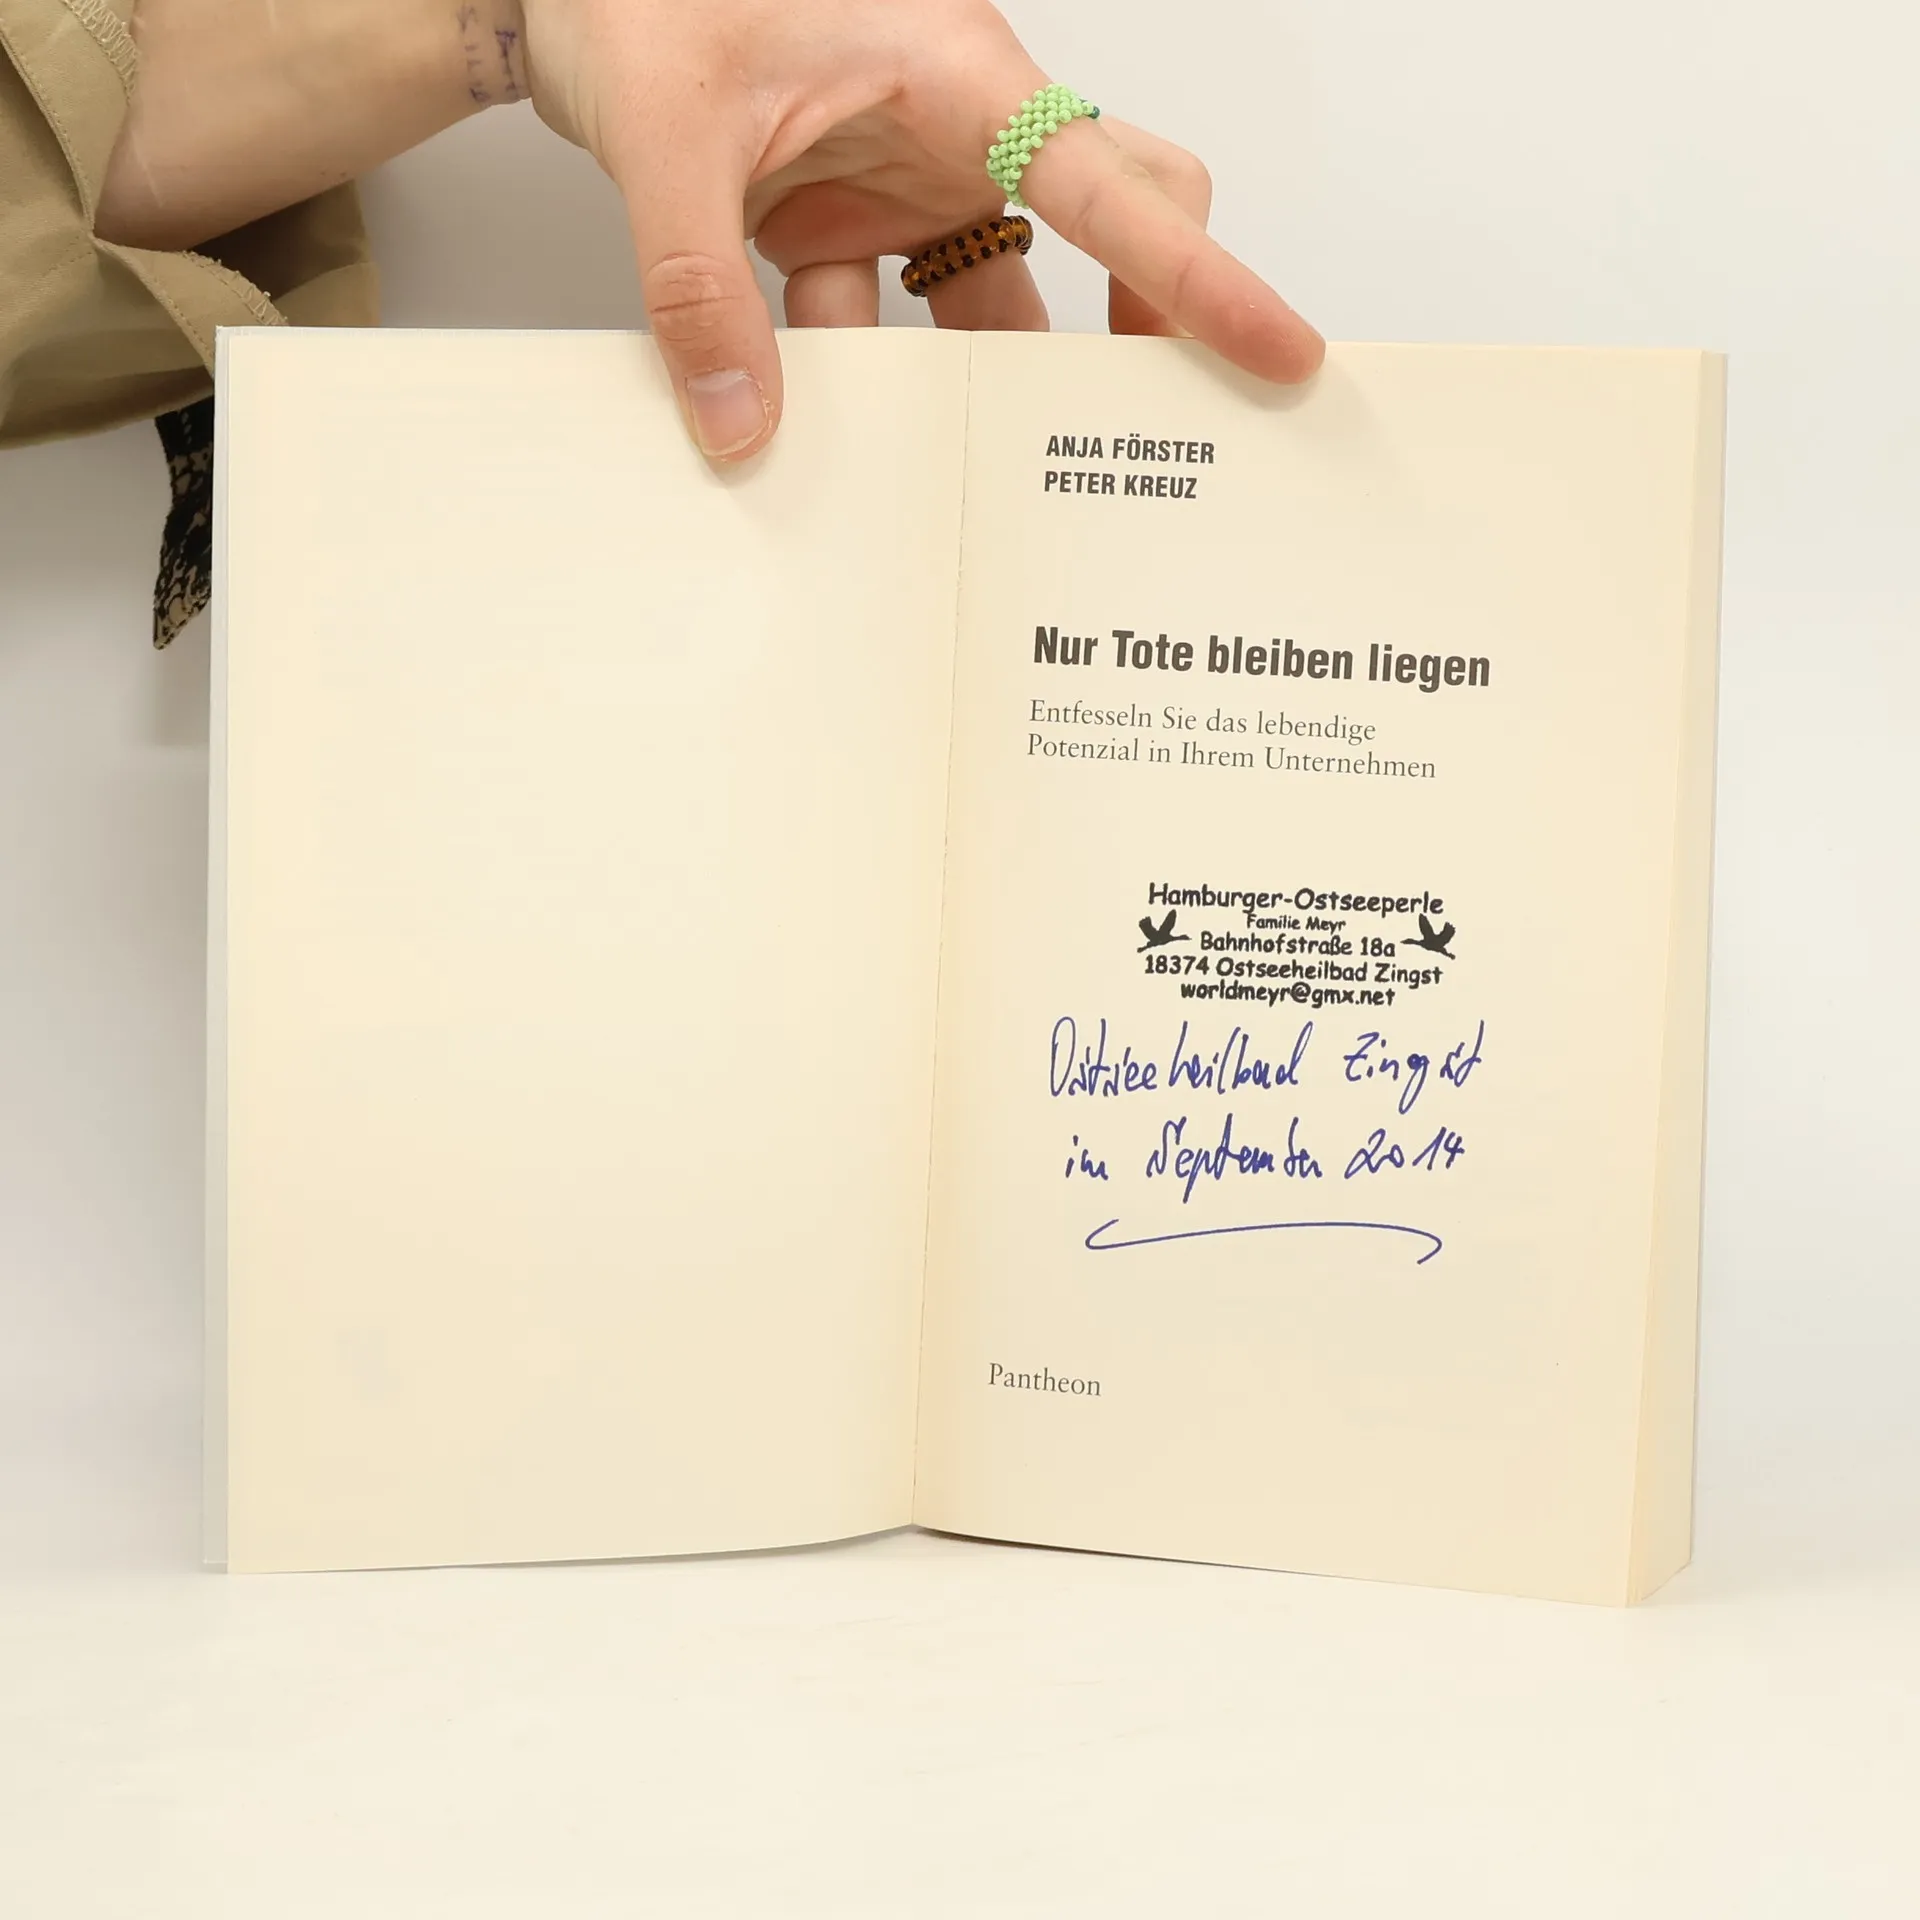 ANJA FÖRSTER
PETER KREUZ
Nur Tote bleiben liegen
Entfesseln Sie das lebendige
Potenzial in Ihrem Unternehmen
Hamburger-Ostseeperle
Familie Meyr
Bahnhofstraße 18a
18374 Ostseeheilbad Zingst
worldmeyr@gmx.net
Ostseeheilbad Zingst
im September 2014
Pantheon